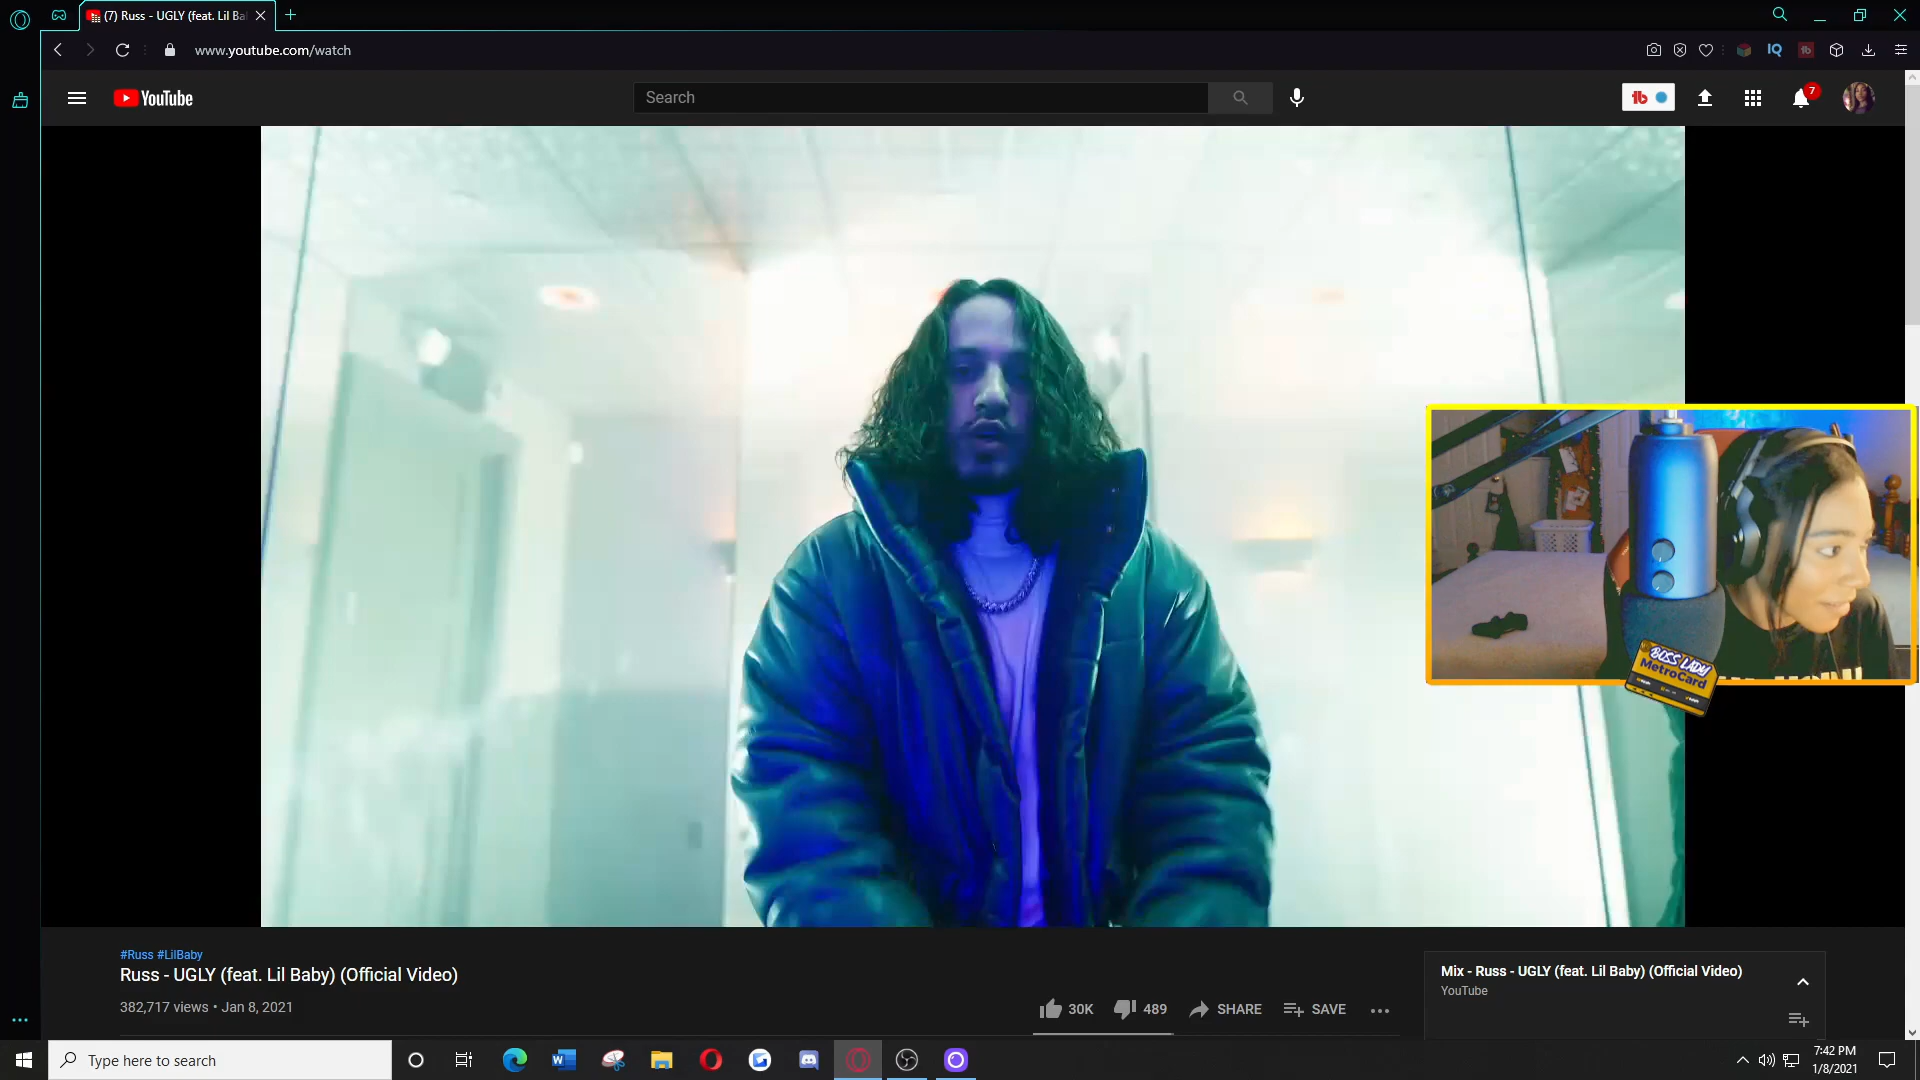 (7) Russ - UGLY (feat. Lil Ba
www.youtube.com/watch
IQ
YouTube
Search
7
BOSS LADY
MetroCard
#Russ #LilBaby
Russ - UGLY (feat. Lil Baby) (Official Video)
382,717 views • Jan 8, 2021
30K
489
SHARE
SAVE
Mix - Russ - UGLY (feat. Lil Baby) (Official Video)
YouTube
Type here to search
7:42 PM
1/8/2021